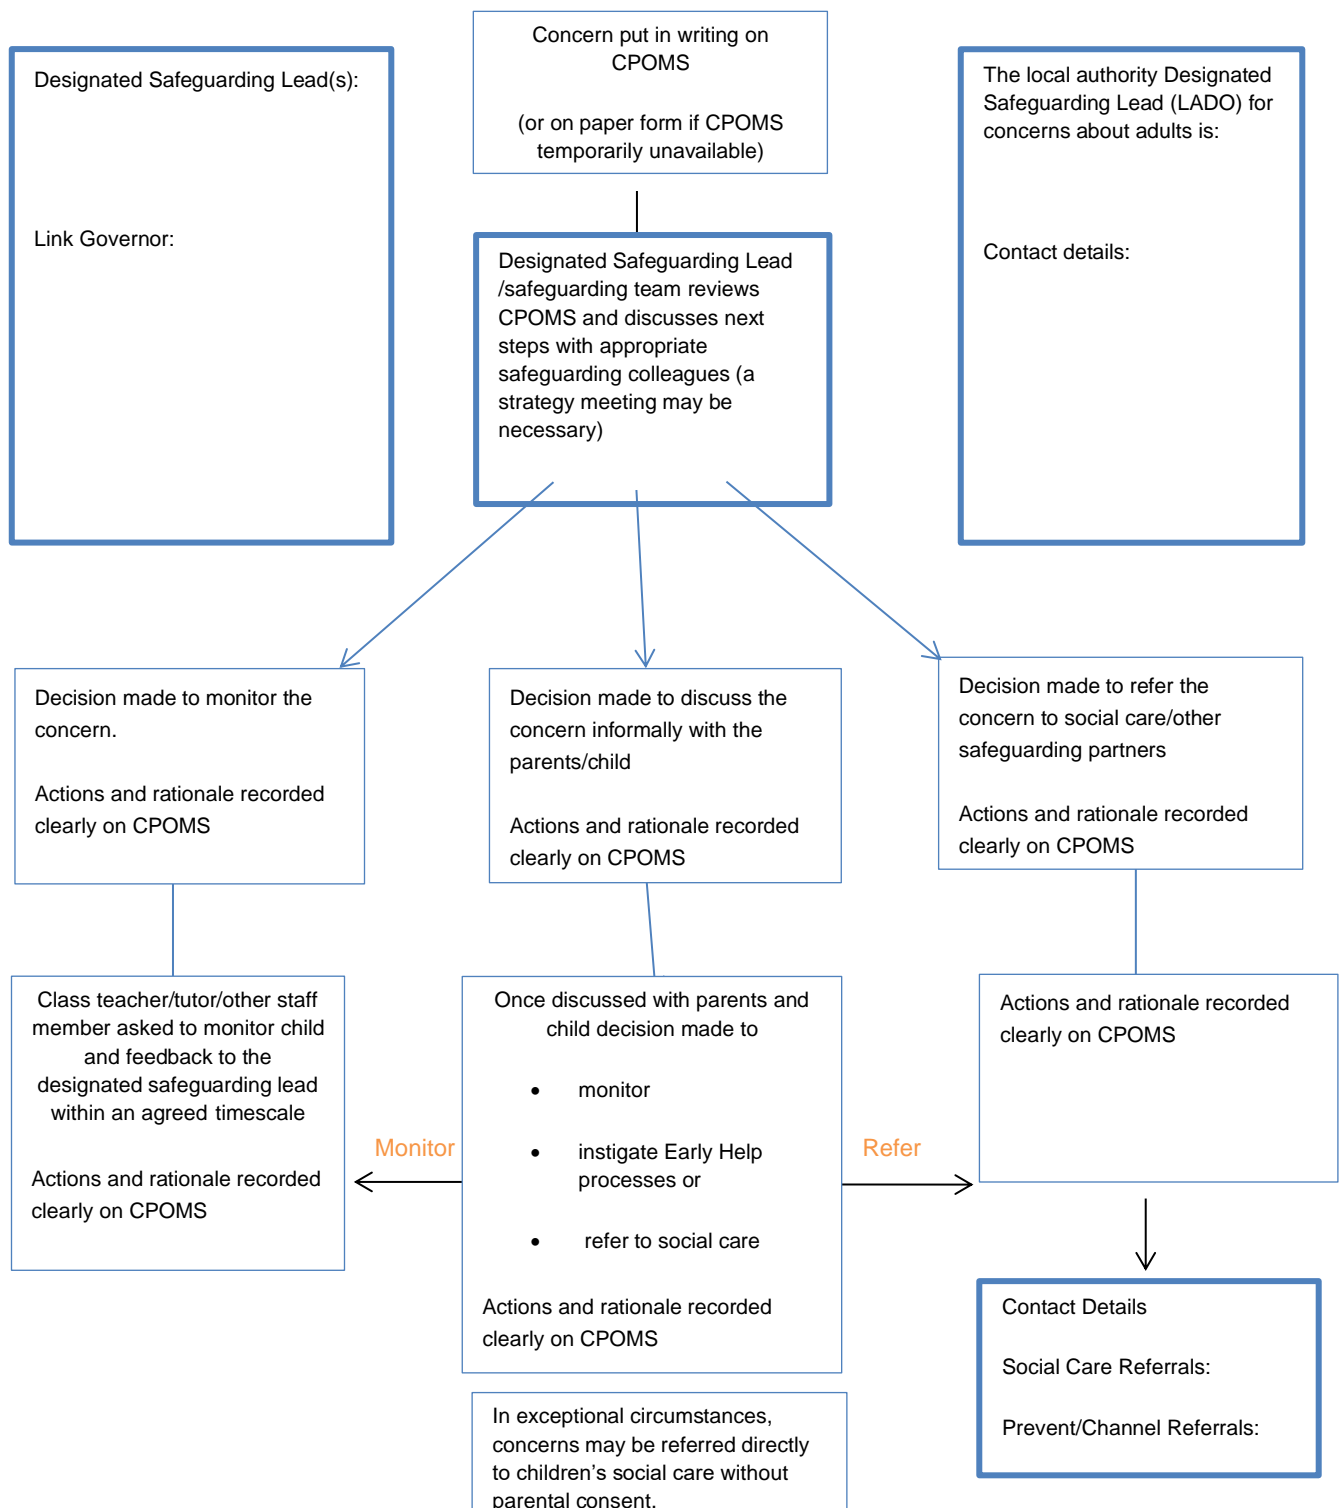 Concern put in writing on
CPOMS
(or on paper form if CPOMS
temporarily unavailable)
Designated Safeguarding Lead(s):
Link Governor:
The local authority Designated
Safeguarding Lead (LADO) for
concerns about adults is:
Contact details:
Designated Safeguarding Lead
/safeguarding team reviews
CPOMS and discusses next
steps with appropriate
safeguarding colleagues (a
strategy meeting may be
necessary)
Decision made to monitor the
concern.
Actions and rationale recorded
clearly on CPOMS
Decision made to discuss the
concern informally with the
parents/child
Actions and rationale recorded
clearly on CPOMS
Decision made to refer the
concern to social care/other
safeguarding partners
Actions and rationale recorded
clearly on CPOMS
Class teacher/tutor/other staff
member asked to monitor child
and feedback to the
designated safeguarding lead
within an agreed timescale
Actions and rationale recorded
clearly on CPOMS
Monitor
Once discussed with parents and
child decision made to
• monitor
• instigate Early Help
processes or
• refer to social care
Actions and rationale recorded
clearly on CPOMS
Refer
Actions and rationale recorded
clearly on CPOMS
Contact Details
Social Care Referrals:
Prevent/Channel Referrals:
In exceptional circumstances,
concerns may be referred directly
to children’s social care without
parental consent.